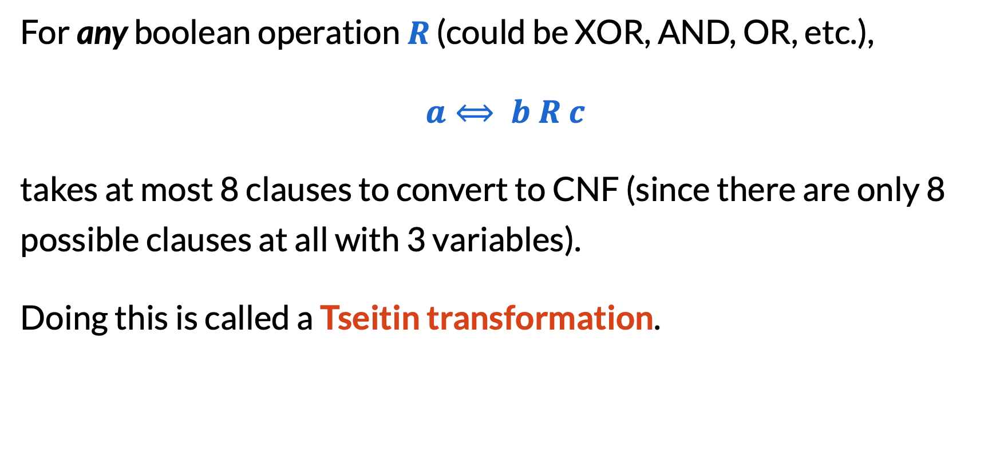 For any boolean operation R (could be XOR, AND, OR, etc.),
a ⟺ b R c
takes at most 8 clauses to convert to CNF (since there are only 8
possible clauses at all with 3 variables).
Doing this is called a Tseitin transformation.